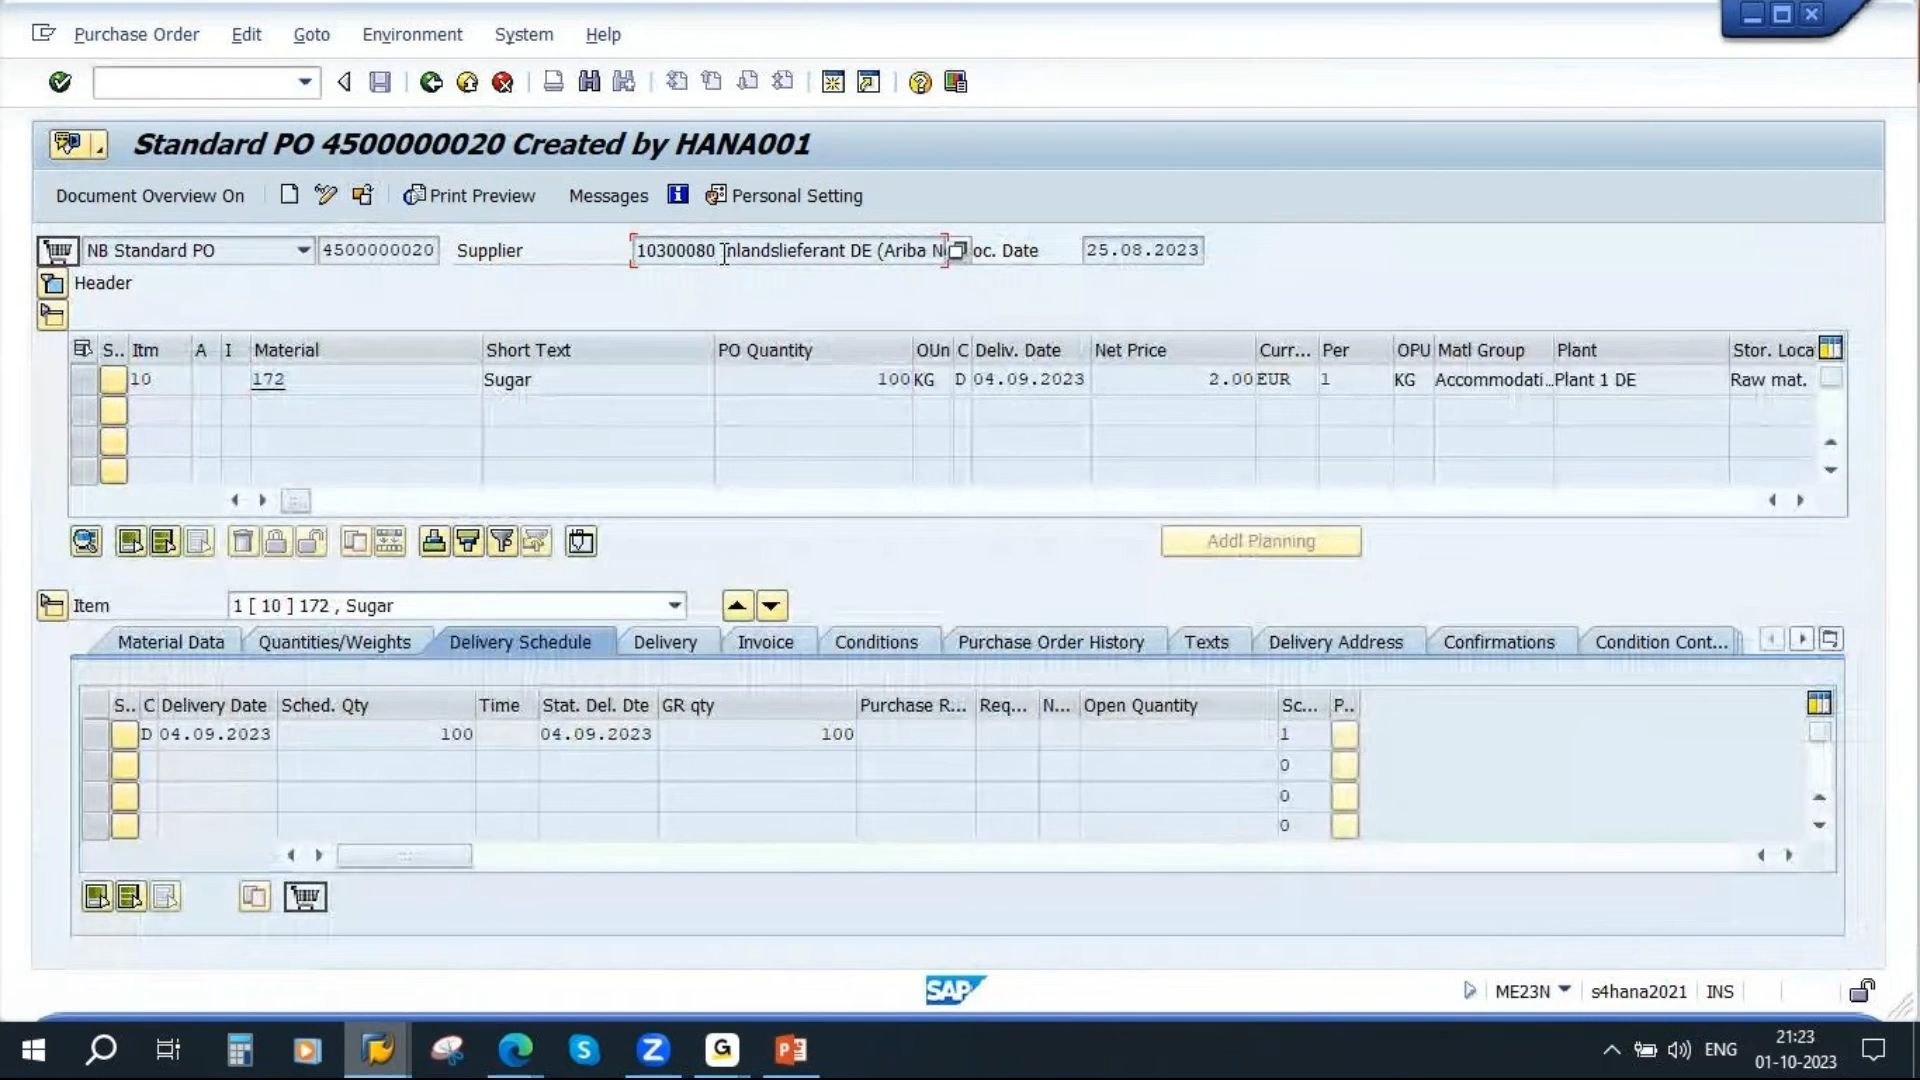 Purchase Order Edit Goto Environment System Help
Standard PO 4500000020 Created by HANA001
Document Overview On Print Preview Messages Personal Setting
NB Standard PO 4500000020 Supplier 10300080 Inlandslieferant DE (Ariba N oc. Date 25.08.2023
Header
S.. Itm A I Material Short Text PO Quantity OUn C Deliv. Date Net Price Curr... Per OPU Matl Group Plant Stor. Loca
10 172 Sugar 100 KG D 04.09.2023 2.00 EUR 1 KG Accommodati... Plant 1 DE Raw mat.
Addl Planning
Item 1 [ 10 ] 172 , Sugar
Material Data Quantities/Weights Delivery Schedule Delivery Invoice Conditions Purchase Order History Texts Delivery Address Confirmations Condition Cont...
S.. C Delivery Date Sched. Qty Time Stat. Del. Dte GR qty Purchase R... Req... N... Open Quantity Sc... P..
D 04.09.2023 100 04.09.2023 100 1
0
0
0
SAP ME23N s4hana2021 INS
ENG 21:23
01-10-2023